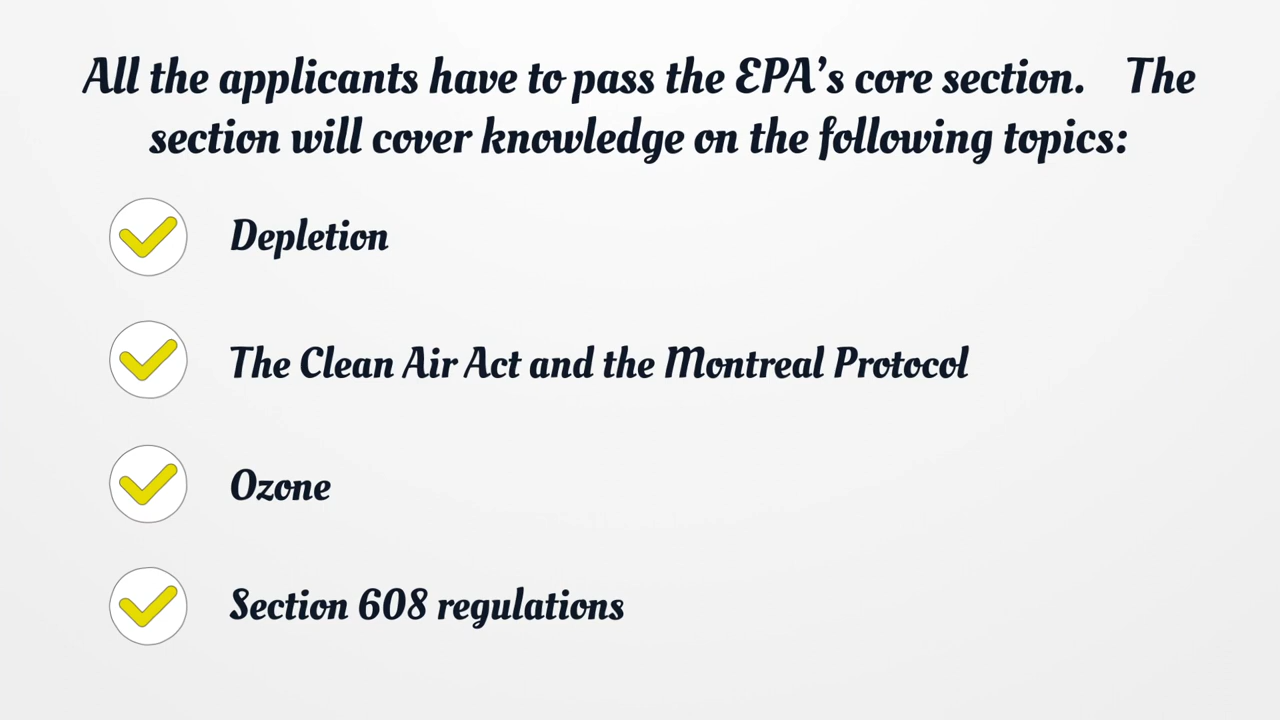 All the applicants have to pass the EPA’s core section. The
section will cover knowledge on the following topics:
Depletion
The Clean Air Act and the Montreal Protocol
Ozone
Section 608 regulations